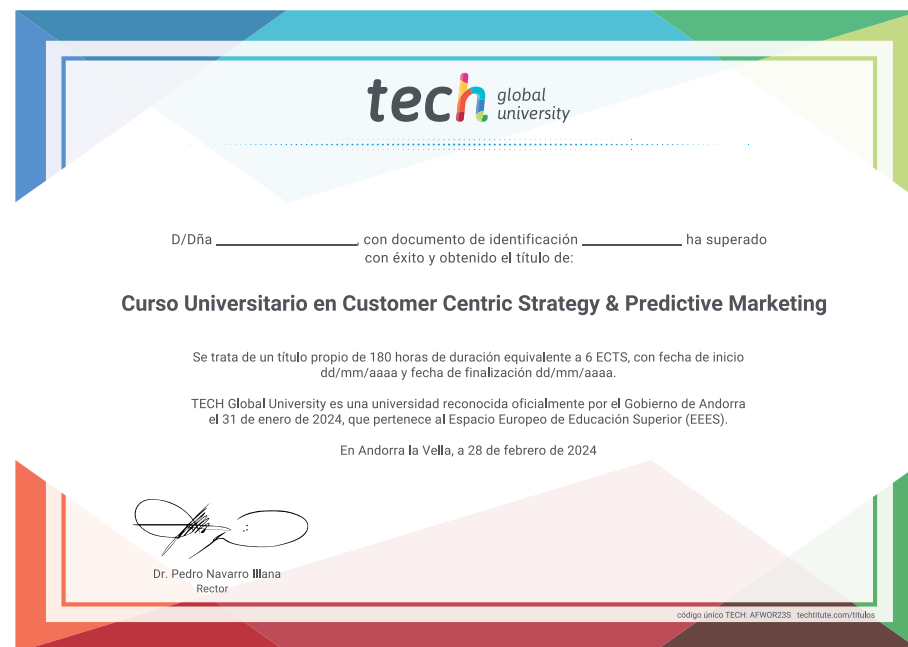 tech global university
D/Dña ____________________, con documento de identificación ______________ ha superado
con éxito y obtenido el título de:
Curso Universitario en Customer Centric Strategy & Predictive Marketing
Se trata de un título propio de 180 horas de duración equivalente a 6 ECTS, con fecha de inicio
dd/mm/aaaa y fecha de finalización dd/mm/aaaa.
TECH Global University es una universidad reconocida oficialmente por el Gobierno de Andorra
el 31 de enero de 2024, que pertenece al Espacio Europeo de Educación Superior (EEES).
En Andorra la Vella, a 28 de febrero de 2024
Dr. Pedro Navarro Illana
Rector
código único TECH: AFWOR23S techtitute.com/titulos